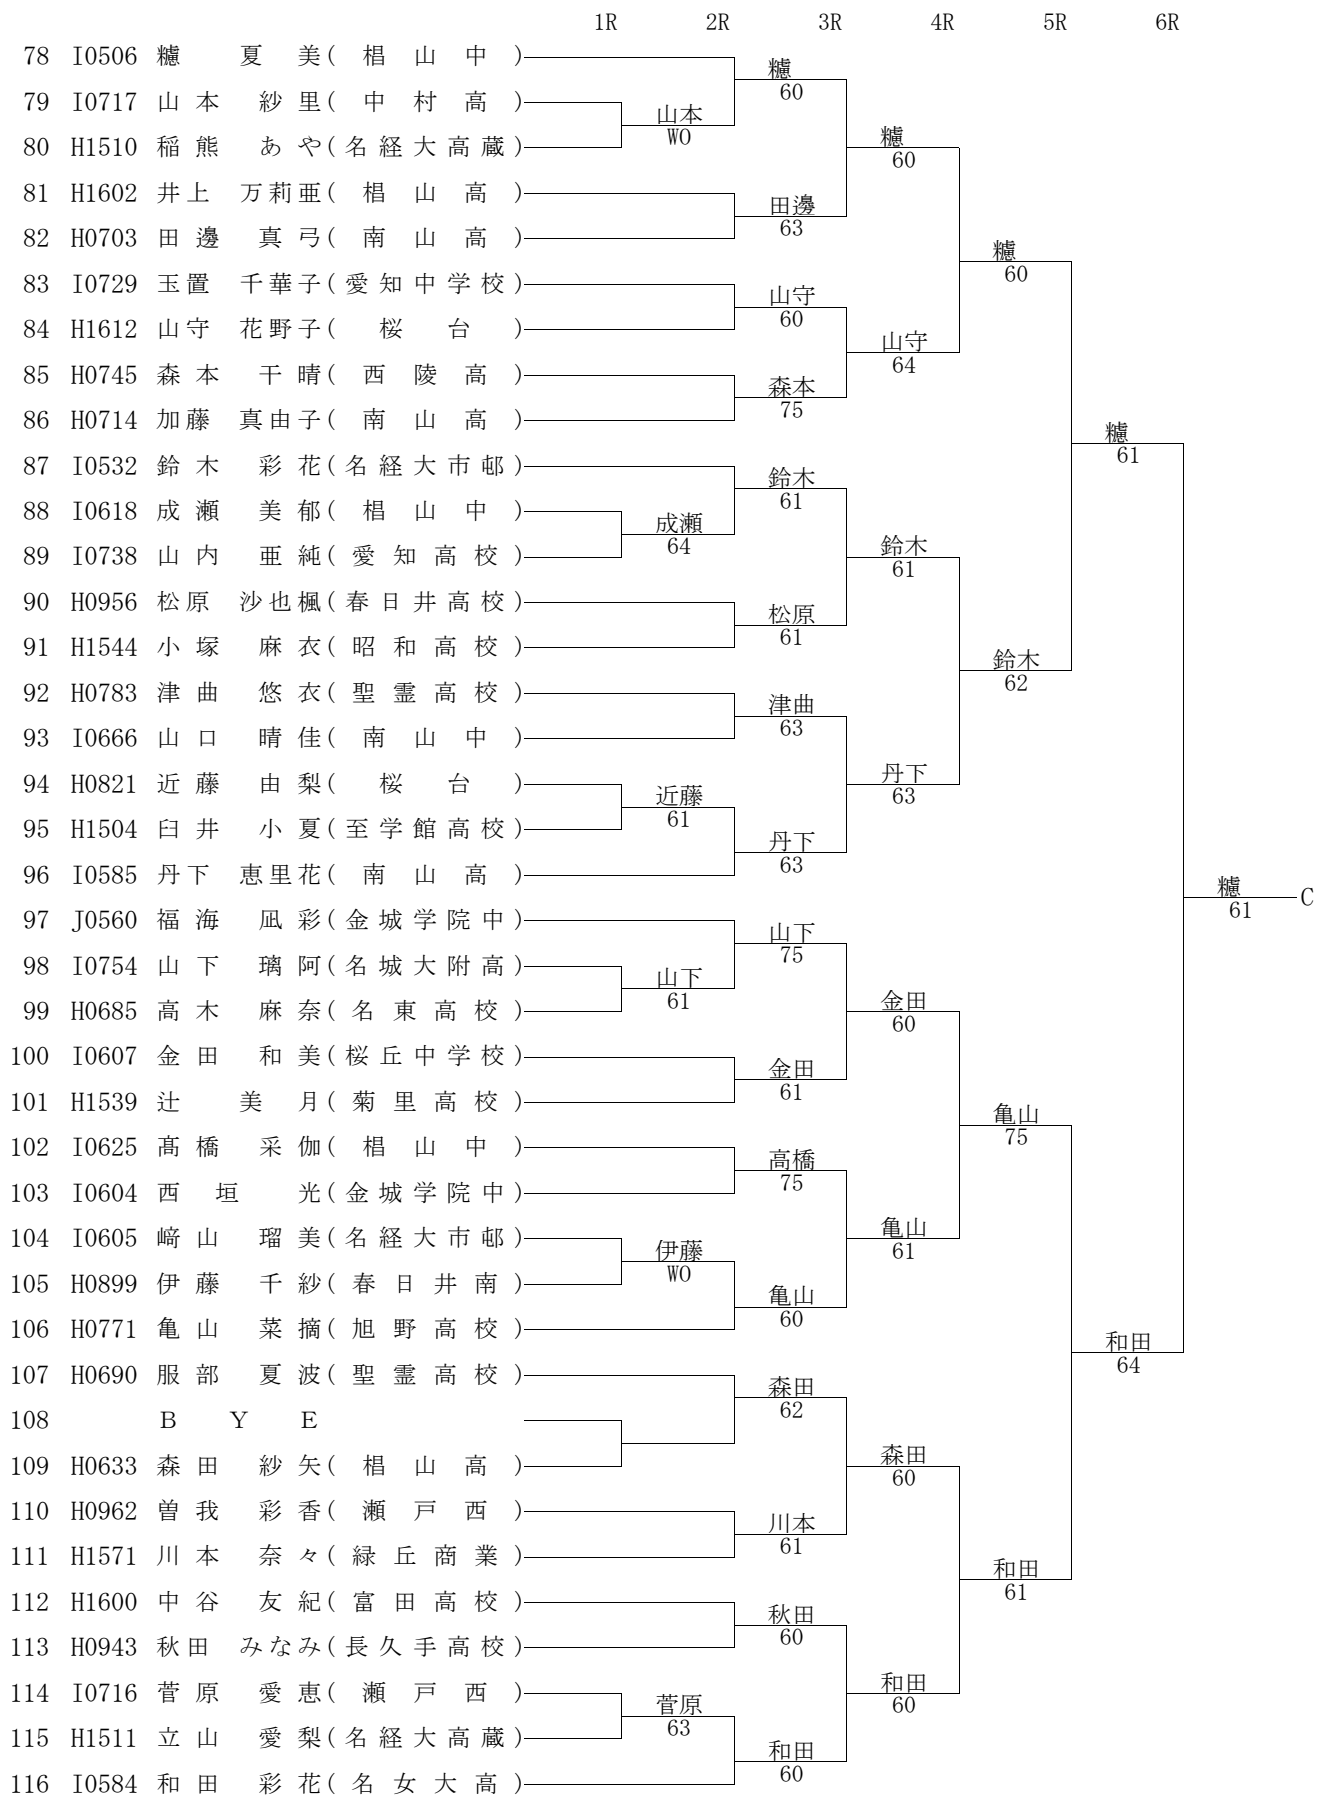 1R 2R 3R 4R 5R 6R
78 I0506 糟 夏 美( 椙 山 中 )
糟
60
79 I0717 山 本 紗 里( 中 村 高 )
山本
WO
80 H1510 稲 熊 あ や(名 経 大 高 蔵)
糟
60
81 H1602 井 上 万 莉 亜( 椙 山 高 )
田邊
63
82 H0703 田 邊 真 弓( 南 山 高 )
糟
60
83 I0729 玉 置 千 華 子(愛 知 中 学 校)
山守
60
84 H1612 山 守 花 野 子( 桜 台 )
山守
64
85 H0745 森 本 干 晴( 西 陵 高 )
森本
75
86 H0714 加 藤 真 由 子( 南 山 高 )
糟
61
87 I0532 鈴 木 彩 花(名 経 大 市 邨)
鈴木
61
88 I0618 成 瀬 美 郁( 椙 山 中 )
成瀬
64
89 I0738 山 内 亜 純( 愛 知 高 校 )
鈴木
61
90 H0956 松 原 沙 也 楓(春 日 井 高 校)
松原
61
91 H1544 小 塚 麻 衣( 昭 和 高 校 )
鈴木
62
92 H0783 津 曲 悠 衣( 聖 霊 高 校 )
津曲
63
93 I0666 山 口 晴 佳( 南 山 中 )
丹下
63
94 H0821 近 藤 由 梨( 桜 台 )
近藤
61
95 H1504 臼 井 小 夏(至 学 館 高 校)
丹下
63
96 I0585 丹 下 恵 里 花( 南 山 高 )
糟
61
C
97 J0560 福 海 凪 彩(金 城 学 院 中)
山下
75
98 I0754 山 下 璃 阿(名 城 大 附 高)
山下
61
99 H0685 高 木 麻 奈( 名 東 高 校 )
金田
60
100 I0607 金 田 和 美(桜 丘 中 学 校)
金田
61
101 H1539 辻 美 月( 菊 里 高 校 )
亀山
75
102 I0625 髙 橋 采 伽( 椙 山 中 )
高橋
75
103 I0604 西 垣 光(金 城 学 院 中)
亀山
61
104 I0605 﨑 山 瑠 美(名 経 大 市 邨)
伊藤
WO
105 H0899 伊 藤 千 紗( 春 日 井 南 )
亀山
60
106 H0771 亀 山 菜 摘( 旭 野 高 校 )
和田
64
107 H0690 服 部 夏 波( 聖 霊 高 校 )
森田
62
108 Ｂ Ｙ Ｅ
109 H0633 森 田 紗 矢( 椙 山 高 )
森田
60
110 H0962 曽 我 彩 香( 瀬 戸 西 )
川本
61
111 H1571 川 本 奈 々( 緑 丘 商 業 )
和田
61
112 H1600 中 谷 友 紀( 富 田 高 校 )
秋田
60
113 H0943 秋 田 み な み(長 久 手 高 校)
和田
60
114 I0716 菅 原 愛 恵( 瀬 戸 西 )
菅原
63
115 H1511 立 山 愛 梨(名 経 大 高 蔵)
和田
60
116 I0584 和 田 彩 花( 名 女 大 高 )